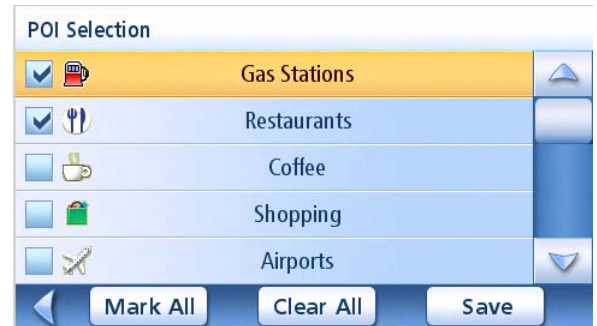 POI Selection
Gas Stations
Restaurants
Coffee
Shopping
Airports
Mark All Clear All Save